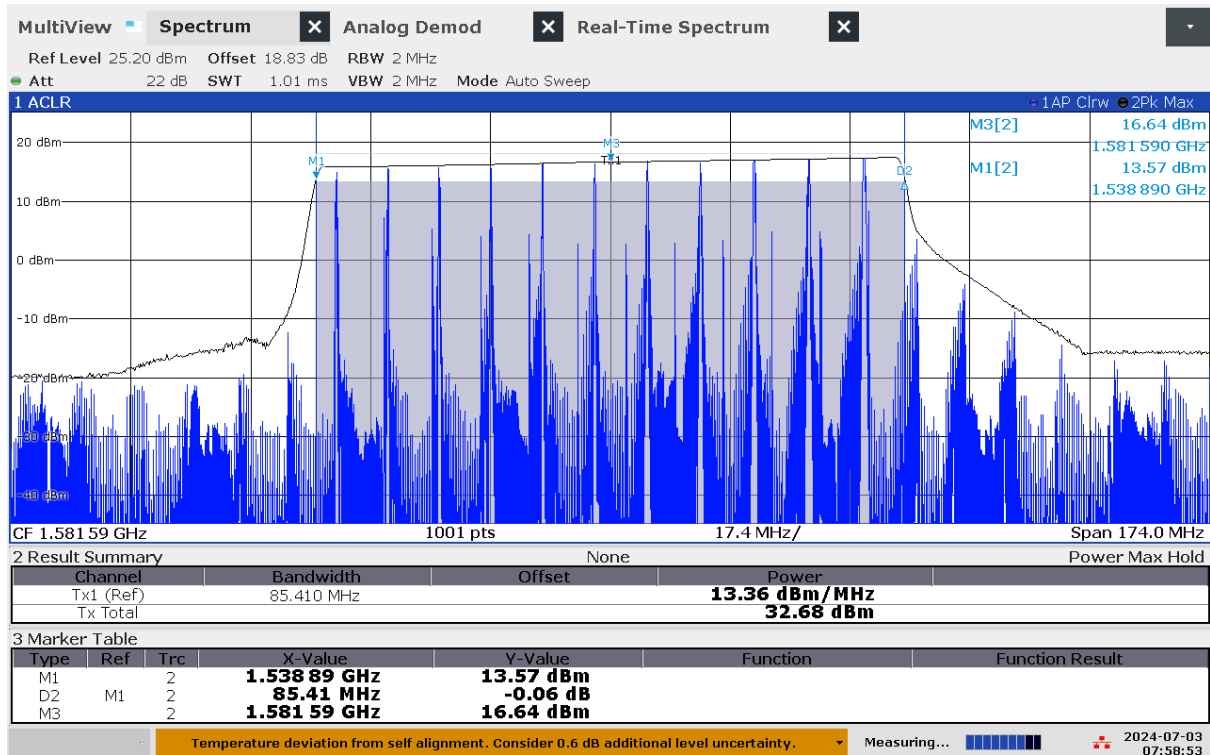 MultiView Spectrum X Analog Demod X Real-Time Spectrum X
Ref Level 25.20 dBm Offset 18.83 dB RBW 2 MHz
Att 22 dB SWT 1.01 ms VBW 2 MHz Mode Auto Sweep
1 ACLR 1AP Clrw 2Pk Max
M3[2] 16.64 dBm
1.581 590 GHz
M1[2] 13.57 dBm
1.538 890 GHz
20 dBm
M3
M1
D2
10 dBm
0 dBm
-10 dBm
-20 dBm
-30 dBm
-40 dBm
CF 1.581 59 GHz 1001 pts 17.4 MHz/ Span 174.0 MHz
2 Result Summary None Power Max Hold
Channel Bandwidth Offset Power
Tx1 (Ref) 85.410 MHz 13.36 dBm/MHz
Tx Total 32.68 dBm
3 Marker Table
Type Ref Trc X-Value Y-Value Function Function Result
M1 2 1.538 89 GHz 13.57 dBm
D2 M1 2 85.41 MHz -0.06 dB
M3 2 1.581 59 GHz 16.64 dBm
Temperature deviation from self alignment. Consider 0.6 dB additional level uncertainty. Measuring... 2024-07-03
07:58:53